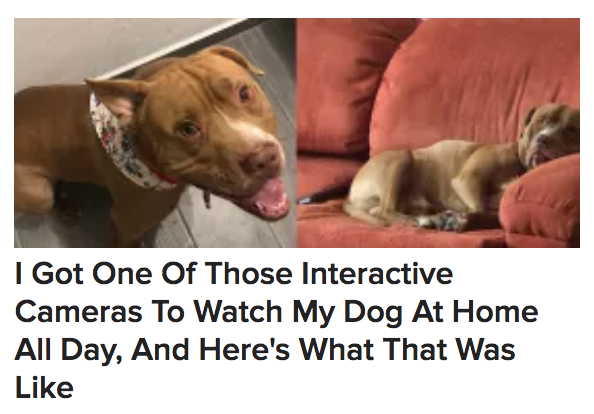 I Got One Of Those Interactive
Cameras To Watch My Dog At Home
All Day, And Here's What That Was
Like